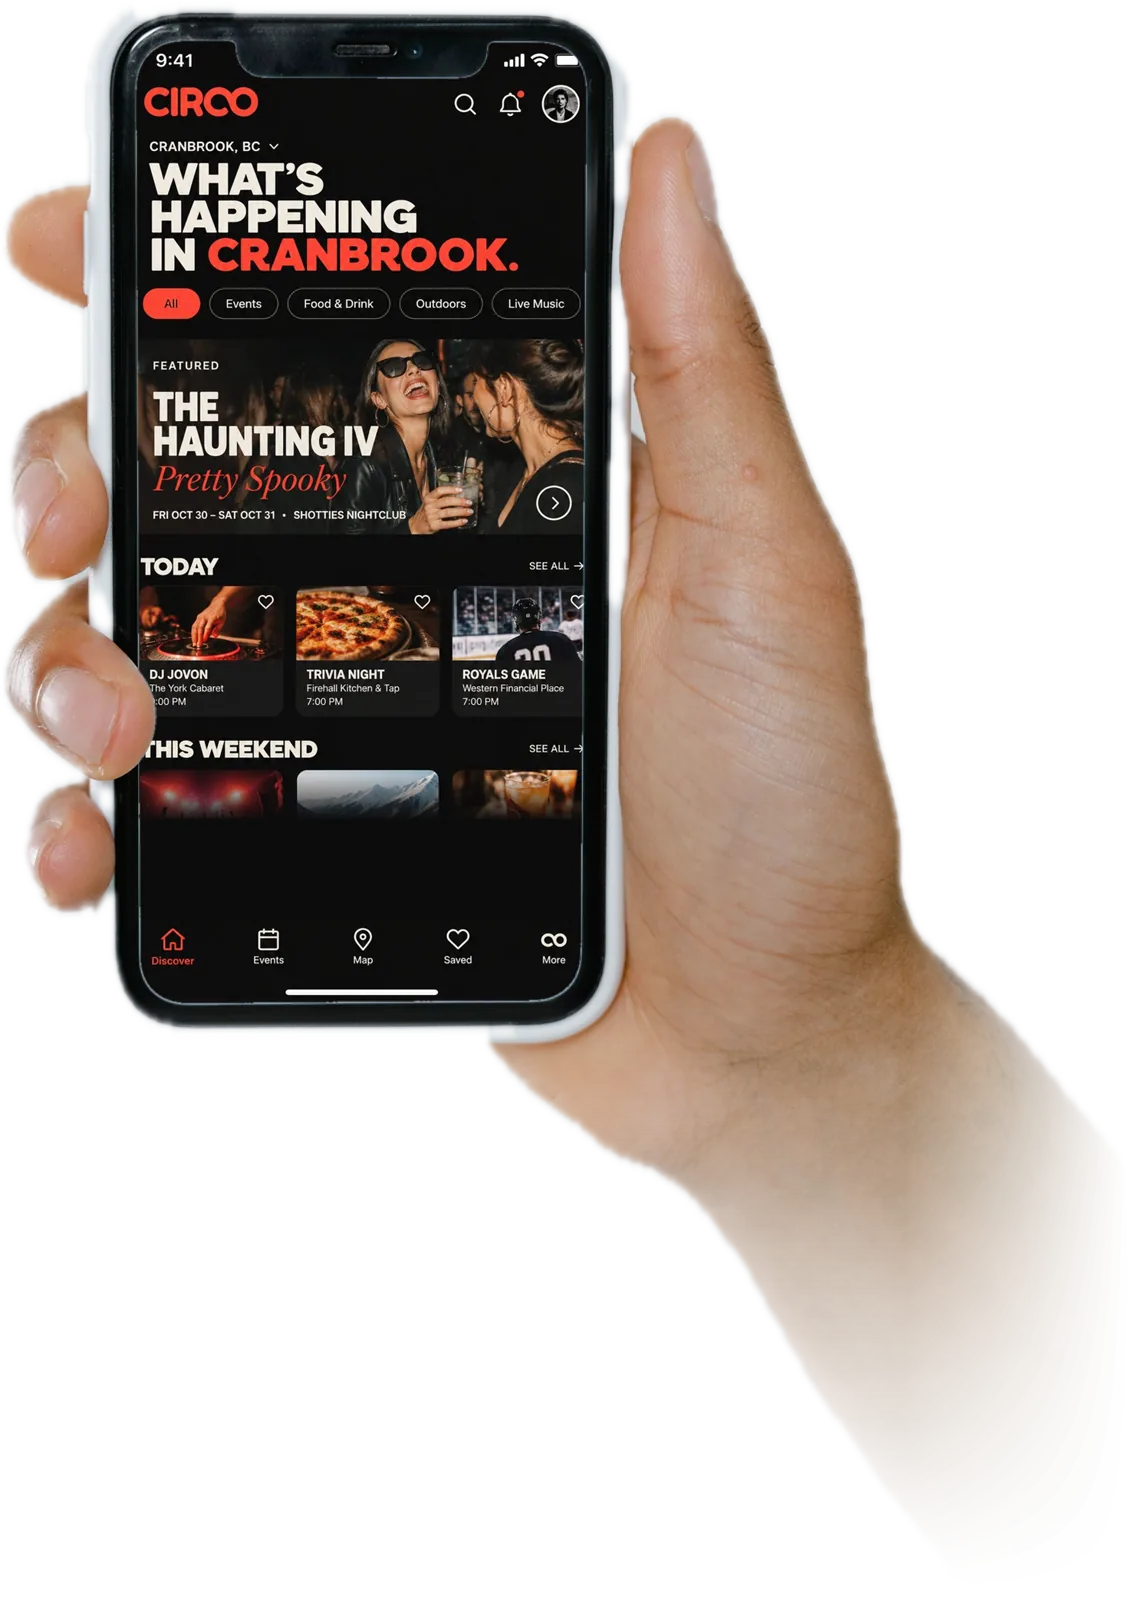 9:41
CIRCO
CRANBROOK, BC
WHAT'S
HAPPENING
IN CRANBROOK.
All Events Food & Drink Outdoors Live Music
FEATURED
THE
HAUNTING IV
Pretty Spooky
FRI OCT 30 – SAT OCT 31 • SHOTTIES NIGHTCLUB
TODAY SEE ALL →
DJ JOVON
The York Cabaret
:00 PM
TRIVIA NIGHT
Firehall Kitchen & Tap
7:00 PM
ROYALS GAME
Western Financial Place
7:00 PM
THIS WEEKEND SEE ALL →
Discover Events Map Saved More